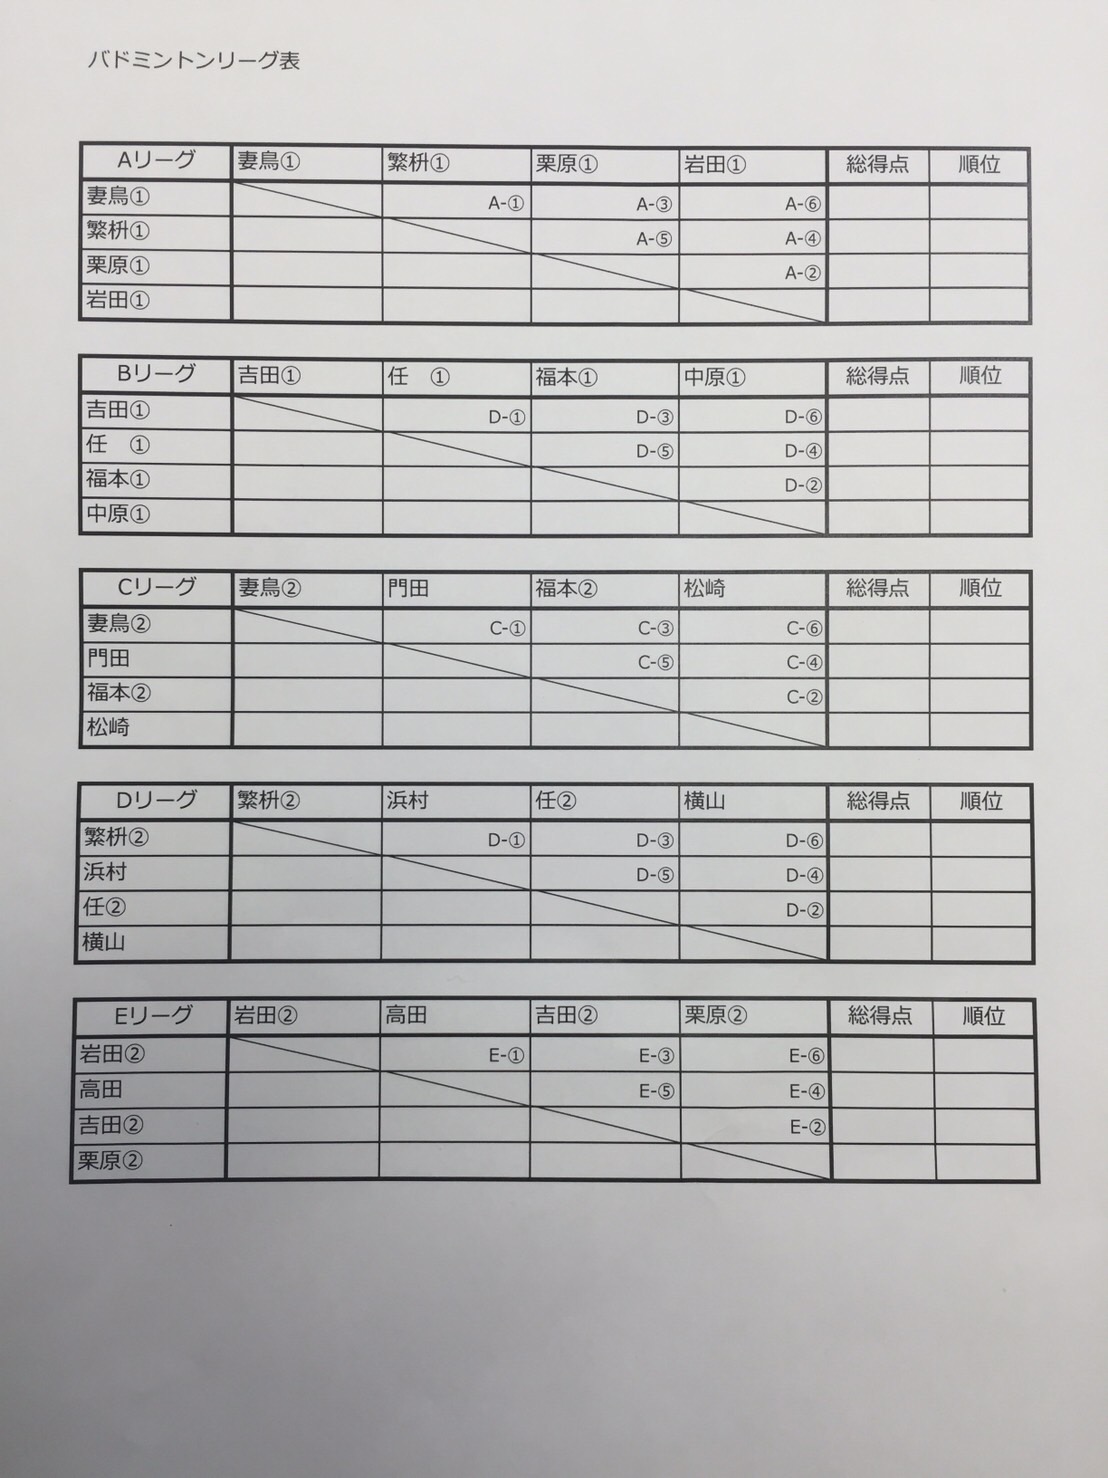 バドミントンリーグ表
Aリーグ 妻鳥① 繁枡① 栗原① 岩田① 総得点 順位
妻鳥① A-① A-③ A-⑥
繁枡① A-⑤ A-④
栗原① A-②
岩田①
Bリーグ 吉田① 任　① 福本① 中原① 総得点 順位
吉田① D-① D-③ D-⑥
任　① D-⑤ D-④
福本① D-②
中原①
Cリーグ 妻鳥② 門田 福本② 松崎 総得点 順位
妻鳥② C-① C-③ C-⑥
門田 C-⑤ C-④
福本② C-②
松崎
Dリーグ 繁枡② 浜村 任② 横山 総得点 順位
繁枡② D-① D-③ D-⑥
浜村 D-⑤ D-④
任② D-②
横山
Eリーグ 岩田② 高田 吉田② 栗原② 総得点 順位
岩田② E-① E-③ E-⑥
高田 E-⑤ E-④
吉田② E-②
栗原②